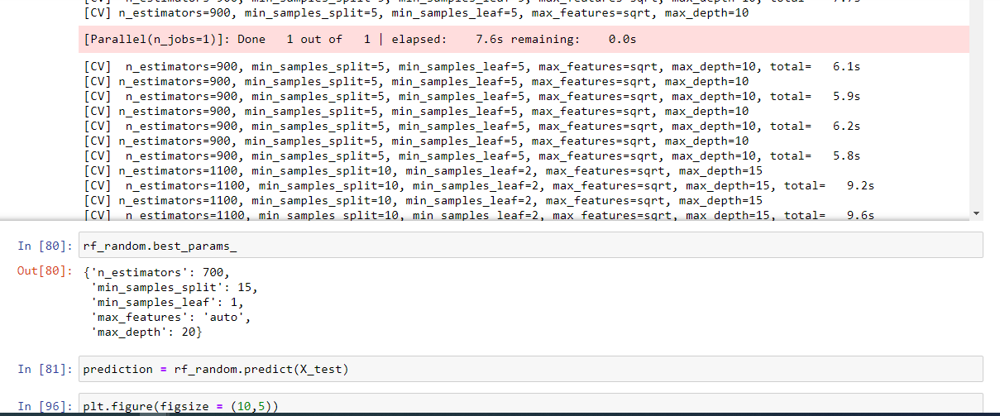 [CV] n_estimators=900, min_samples_split=5, min_samples_leaf=5, max_features=sqrt, max_depth=10
[Parallel(n_jobs=1)]: Done   1 out of   1 | elapsed:    7.6s remaining:    0.0s
[CV]  n_estimators=900, min_samples_split=5, min_samples_leaf=5, max_features=sqrt, max_depth=10, total=   6.1s
[CV] n_estimators=900, min_samples_split=5, min_samples_leaf=5, max_features=sqrt, max_depth=10
[CV]  n_estimators=900, min_samples_split=5, min_samples_leaf=5, max_features=sqrt, max_depth=10, total=   5.9s
[CV] n_estimators=900, min_samples_split=5, min_samples_leaf=5, max_features=sqrt, max_depth=10
[CV]  n_estimators=900, min_samples_split=5, min_samples_leaf=5, max_features=sqrt, max_depth=10, total=   6.2s
[CV] n_estimators=900, min_samples_split=5, min_samples_leaf=5, max_features=sqrt, max_depth=10
[CV]  n_estimators=900, min_samples_split=5, min_samples_leaf=5, max_features=sqrt, max_depth=10, total=   5.8s
[CV] n_estimators=1100, min_samples_split=10, min_samples_leaf=2, max_features=sqrt, max_depth=15
[CV]  n_estimators=1100, min_samples_split=10, min_samples_leaf=2, max_features=sqrt, max_depth=15, total=   9.2s
[CV] n_estimators=1100, min_samples_split=10, min_samples_leaf=2, max_features=sqrt, max_depth=15
[CV]  n_estimators=1100, min_samples_split=10, min_samples_leaf=2, max_features=sqrt, max_depth=15, total=   9.6s
In [80]: rf_random.best_params_
Out[80]: {'n_estimators': 700,
'min_samples_split': 15,
'min_samples_leaf': 1,
'max_features': 'auto',
'max_depth': 20}
In [81]: prediction = rf_random.predict(X_test)
In [96]: plt.figure(figsize = (10,5))